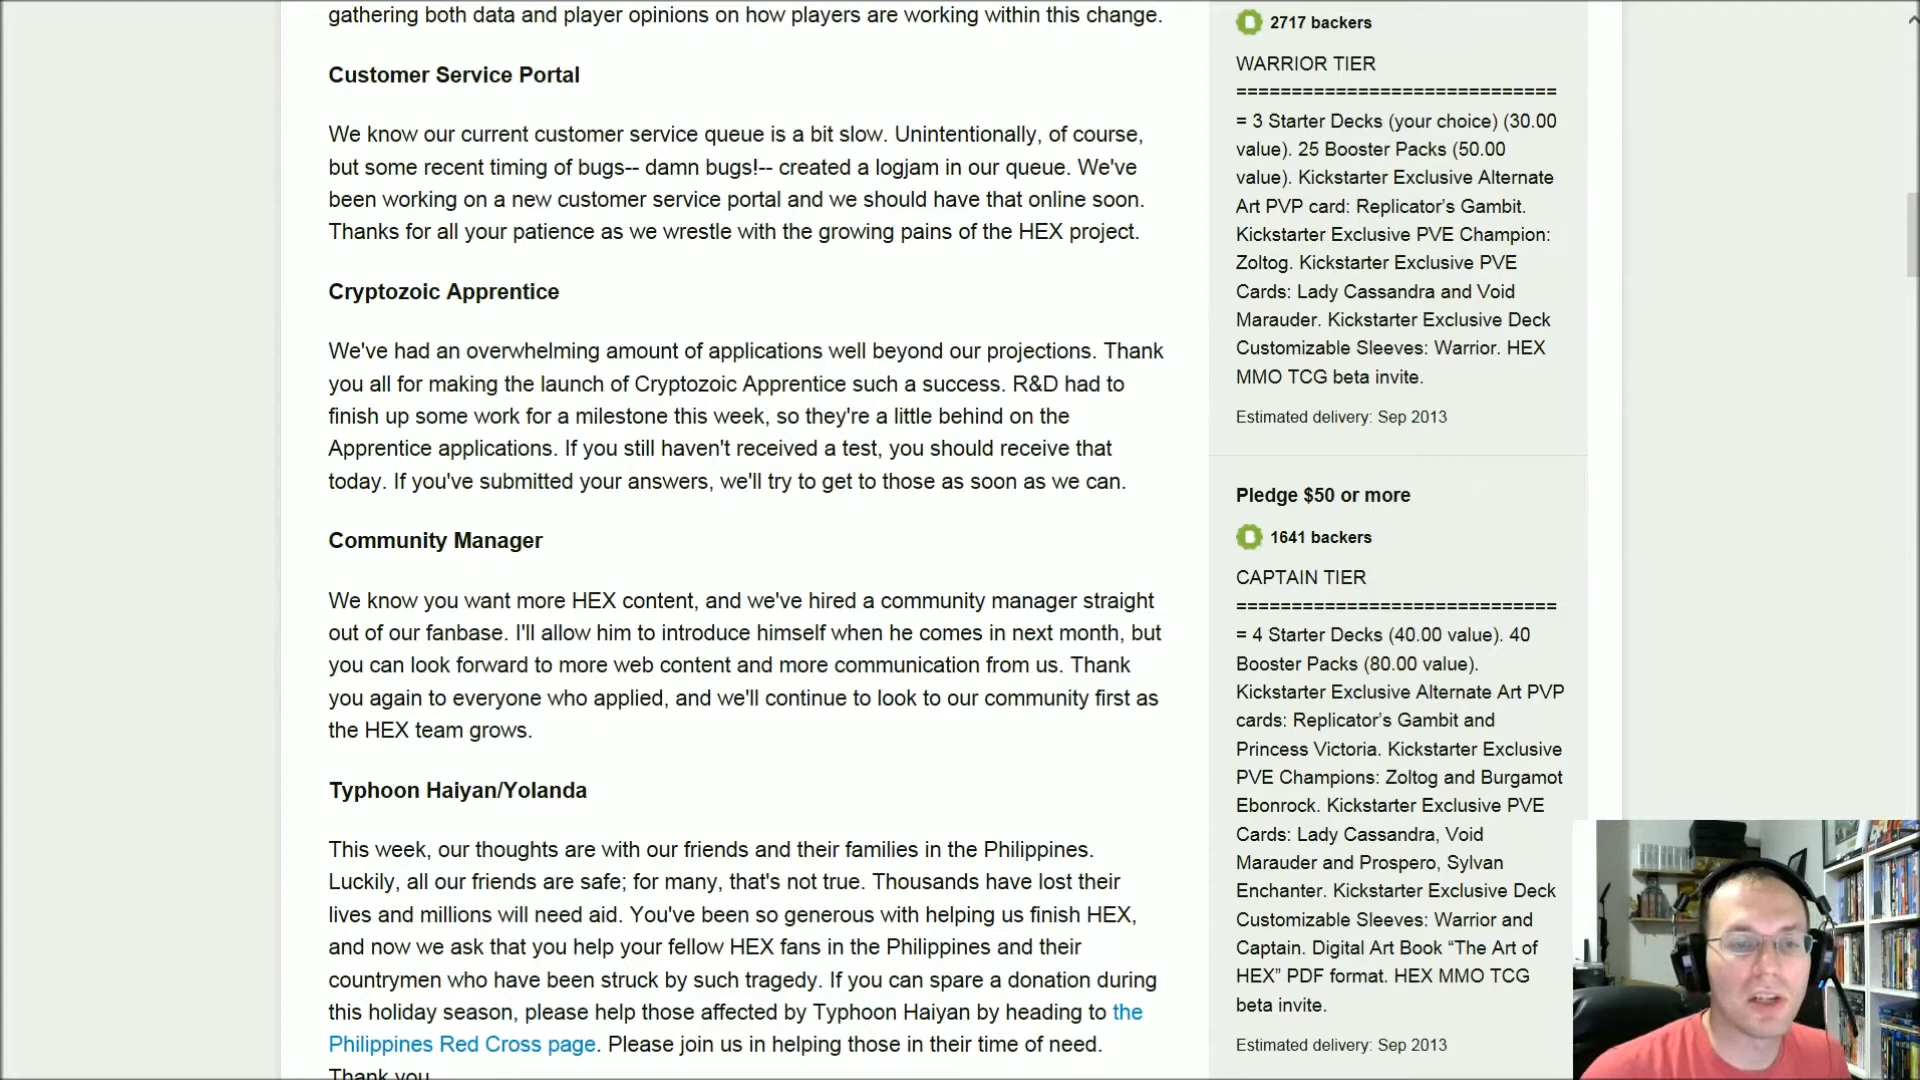 gathering both data and player opinions on how players are working within this change.
Customer Service Portal
We know our current customer service queue is a bit slow. Unintentionally, of course,
but some recent timing of bugs-- damn bugs!-- created a logjam in our queue. We've
been working on a new customer service portal and we should have that online soon.
Thanks for all your patience as we wrestle with the growing pains of the HEX project.
Cryptozoic Apprentice
We've had an overwhelming amount of applications well beyond our projections. Thank
you all for making the launch of Cryptozoic Apprentice such a success. R&D had to
finish up some work for a milestone this week, so they're a little behind on the
Apprentice applications. If you still haven't received a test, you should receive that
today. If you've submitted your answers, we'll try to get to those as soon as we can.
Community Manager
We know you want more HEX content, and we've hired a community manager straight
out of our fanbase. I'll allow him to introduce himself when he comes in next month, but
you can look forward to more web content and more communication from us. Thank
you again to everyone who applied, and we'll continue to look to our community first as
the HEX team grows.
Typhoon Haiyan/Yolanda
This week, our thoughts are with our friends and their families in the Philippines.
Luckily, all our friends are safe; for many, that's not true. Thousands have lost their
lives and millions will need aid. You've been so generous with helping us finish HEX,
and now we ask that you help your fellow HEX fans in the Philippines and their
countrymen who have been struck by such tragedy. If you can spare a donation during
this holiday season, please help those affected by Typhoon Haiyan by heading to the
Philippines Red Cross page. Please join us in helping those in their time of need.
Thank you
2717 backers
WARRIOR TIER
=============================
= 3 Starter Decks (your choice) (30.00
value). 25 Booster Packs (50.00
value). Kickstarter Exclusive Alternate
Art PVP card: Replicator’s Gambit.
Kickstarter Exclusive PVE Champion:
Zoltog. Kickstarter Exclusive PVE
Cards: Lady Cassandra and Void
Marauder. Kickstarter Exclusive Deck
Customizable Sleeves: Warrior. HEX
MMO TCG beta invite.
Estimated delivery: Sep 2013
Pledge $50 or more
1641 backers
CAPTAIN TIER
=============================
= 4 Starter Decks (40.00 value). 40
Booster Packs (80.00 value).
Kickstarter Exclusive Alternate Art PVP
cards: Replicator’s Gambit and
Princess Victoria. Kickstarter Exclusive
PVE Champions: Zoltog and Burgamot
Ebonrock. Kickstarter Exclusive PVE
Cards: Lady Cassandra, Void
Marauder and Prospero, Sylvan
Enchanter. Kickstarter Exclusive Deck
Customizable Sleeves: Warrior and
Captain. Digital Art Book “The Art of
HEX” PDF format. HEX MMO TCG
beta invite.
Estimated delivery: Sep 2013